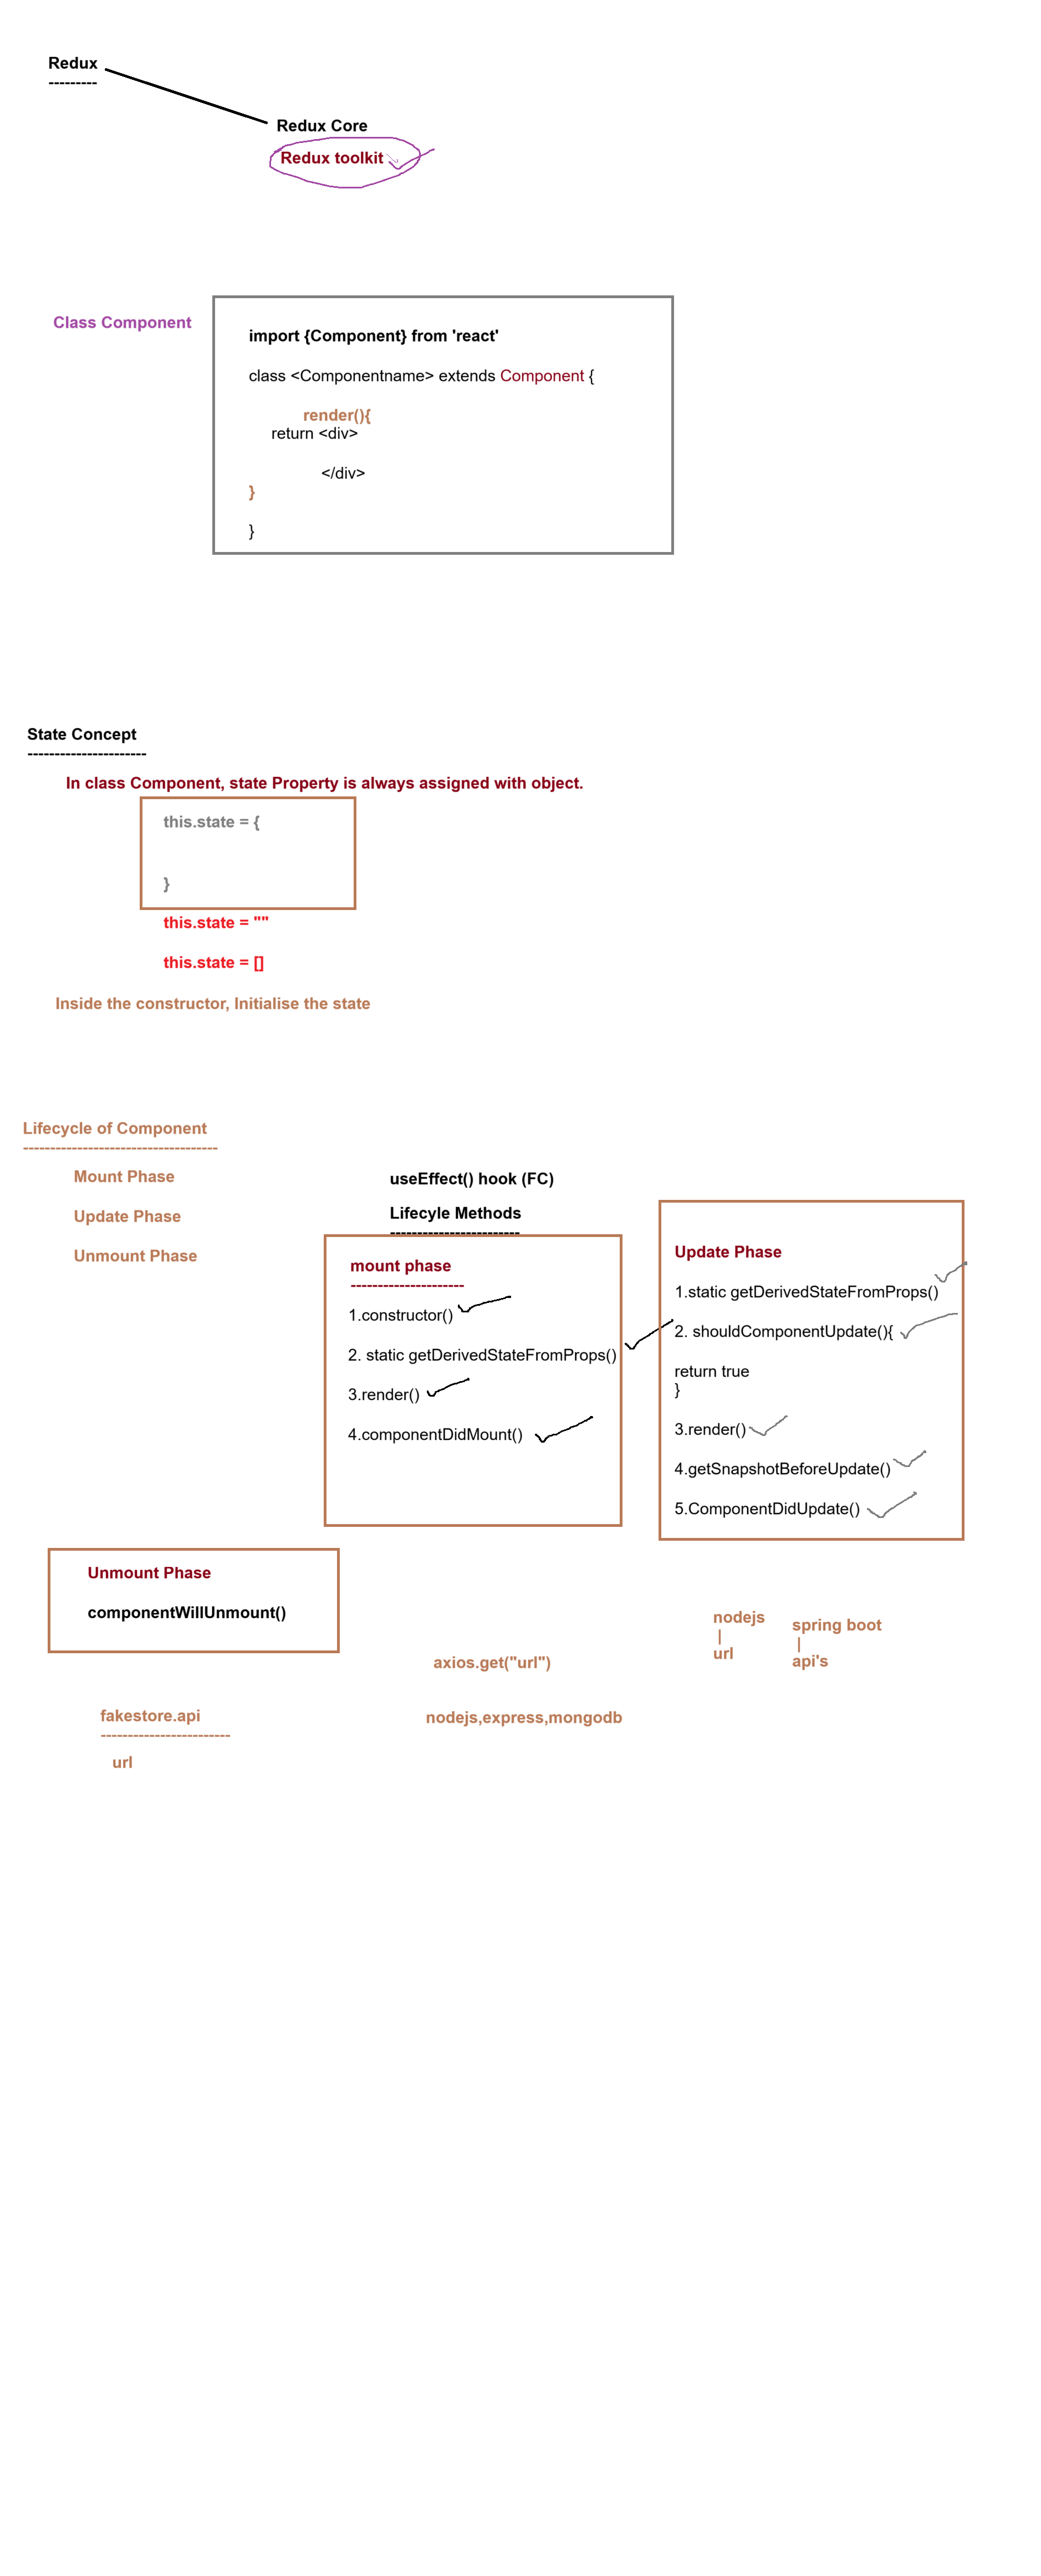 Redux
---------
Redux Core
Redux toolkit
Class Component
import {Component} from 'react'
class <Componentname> extends Component {
render(){
return <div>
</div>
}
}
State Concept
----------------------
In class Component, state Property is always assigned with object.
this.state = {
}
this.state = ""
this.state = []
Inside the constructor, Initialise the state
Lifecycle of Component
------------------------------------
Mount Phase
Update Phase
Unmount Phase
useEffect() hook (FC)
Lifecyle Methods
------------------------
mount phase
---------------------
1.constructor()
2. static getDerivedStateFromProps()
3.render()
4.componentDidMount()
Update Phase
1.static getDerivedStateFromProps()
2. shouldComponentUpdate(){
return true
}
3.render()
4.getSnapshotBeforeUpdate()
5.ComponentDidUpdate()
Unmount Phase
componentWillUnmount()
nodejs
|
url
spring boot
|
api's
axios.get("url")
nodejs,express,mongodb
fakestore.api
------------------------
url